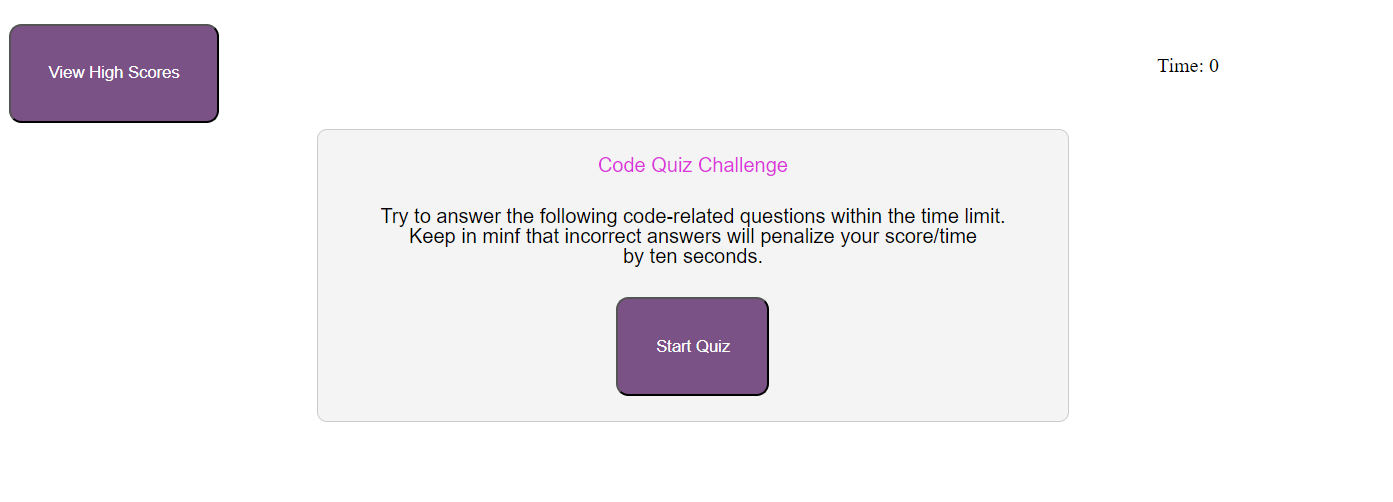 View High Scores
Time: 0
Code Quiz Challenge
Try to answer the following code-related questions within the time limit.
Keep in minf that incorrect answers will penalize your score/time
by ten seconds.
Start Quiz